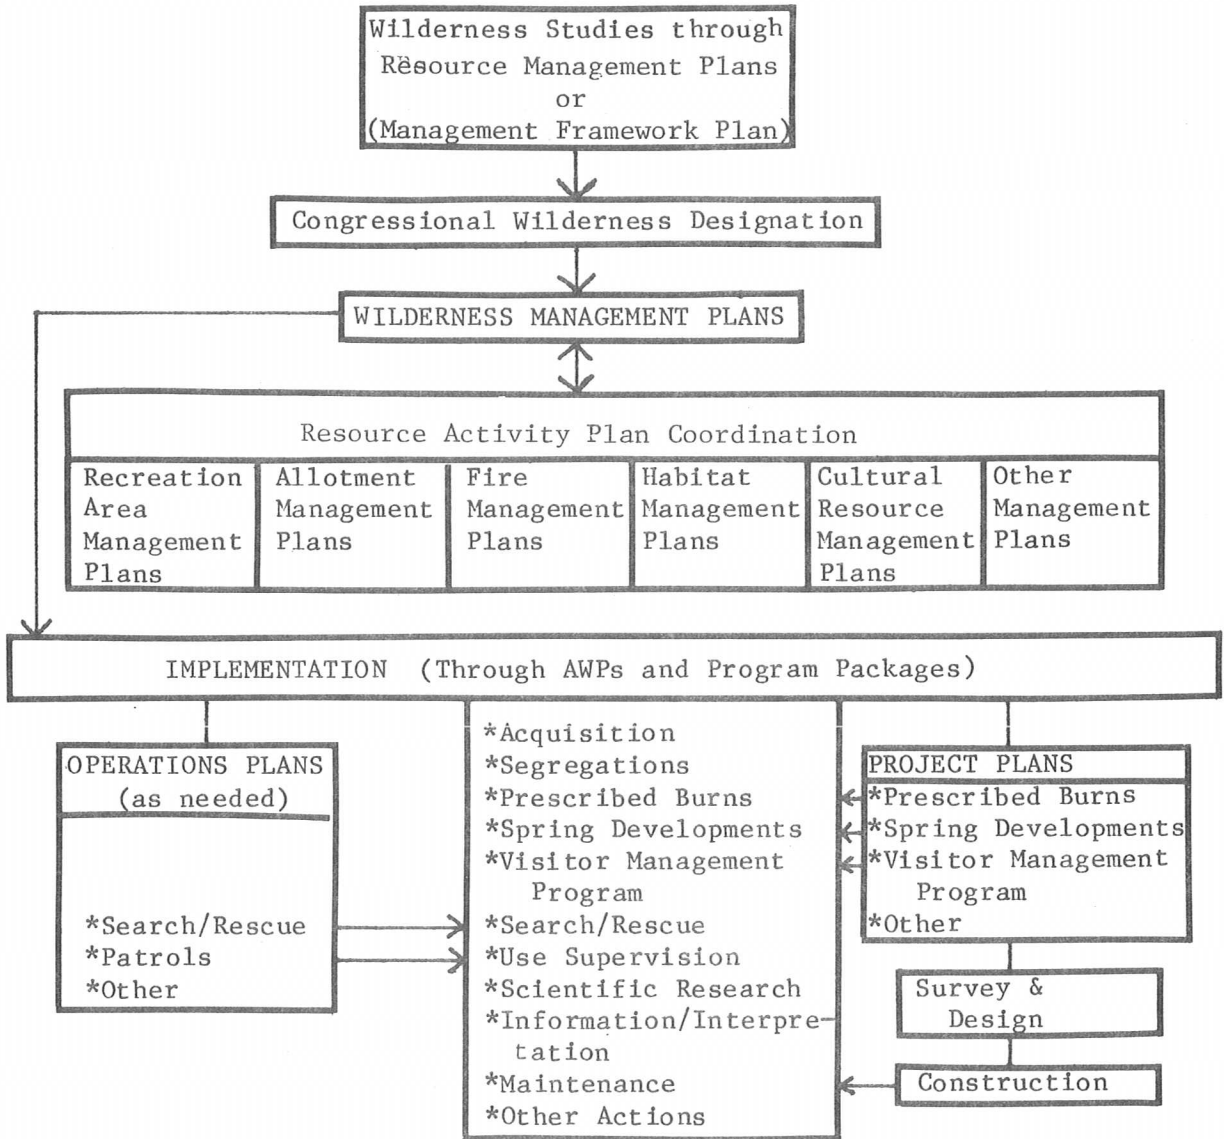 Wilderness Studies through
Resource Management Plans
or
(Management Framework Plan)
Congressional Wilderness Designation
WILDERNESS MANAGEMENT PLANS
Resource Activity Plan Coordination
Recreation
Area
Management
Plans
Allotment
Management
Plans
Fire
Management
Plans
Habitat
Management
Plans
Cultural
Resource
Management
Plans
Other
Management
Plans
IMPLEMENTATION (Through AWPs and Program Packages)
OPERATIONS PLANS
(as needed)
*Search/Rescue
*Patrols
*Other
*Acquisition
*Segregations
*Prescribed Burns
*Spring Developments
*Visitor Management
Program
*Search/Rescue
*Use Supervision
*Scientific Research
*Information/Interpre-
tation
*Maintenance
*Other Actions
PROJECT PLANS
*Prescribed Burns
*Spring Developments
*Visitor Management
Program
*Other
Survey &
Design
Construction